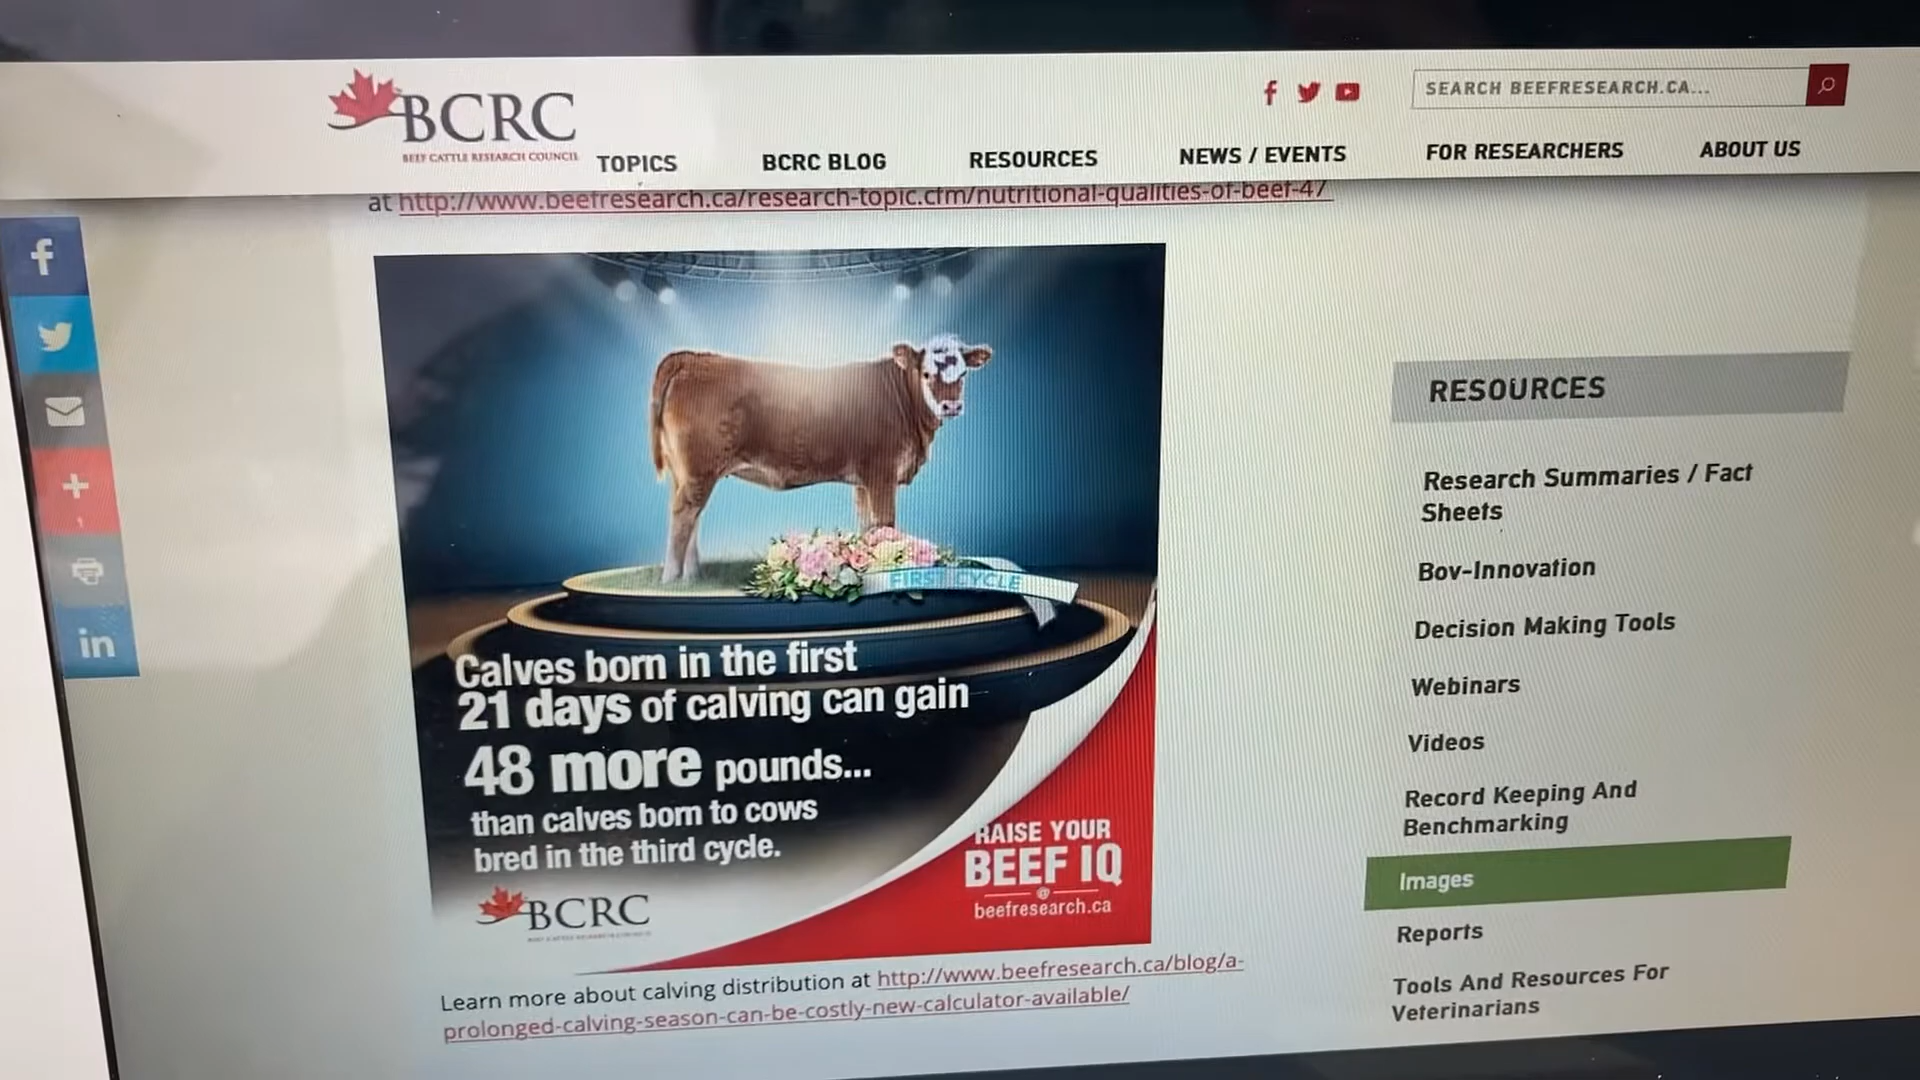 BCRC
BEEF CATTLE RESEARCH COUNCIL
SEARCH BEEFRESEARCH.CA...
TOPICS
BCRC BLOG
RESOURCES
NEWS / EVENTS
FOR RESEARCHERS
ABOUT US
at http://www.beefresearch.ca/research-topic.cfm/nutritional-qualities-of-beef-47
FIRST CYCLE
Calves born in the first
21 days of calving can gain
48 more pounds...
than calves born to cows
bred in the third cycle.
BCRC
RAISE YOUR
BEEF IQ
@
beefresearch.ca
Learn more about calving distribution at http://www.beefresearch.ca/blog/a-
prolonged-calving-season-can-be-costly-new-calculator-available/
RESOURCES
Research Summaries / Fact
Sheets
Bov-Innovation
Decision Making Tools
Webinars
Videos
Record Keeping And
Benchmarking
Images
Reports
Tools And Resources For
Veterinarians
f
+
1
in